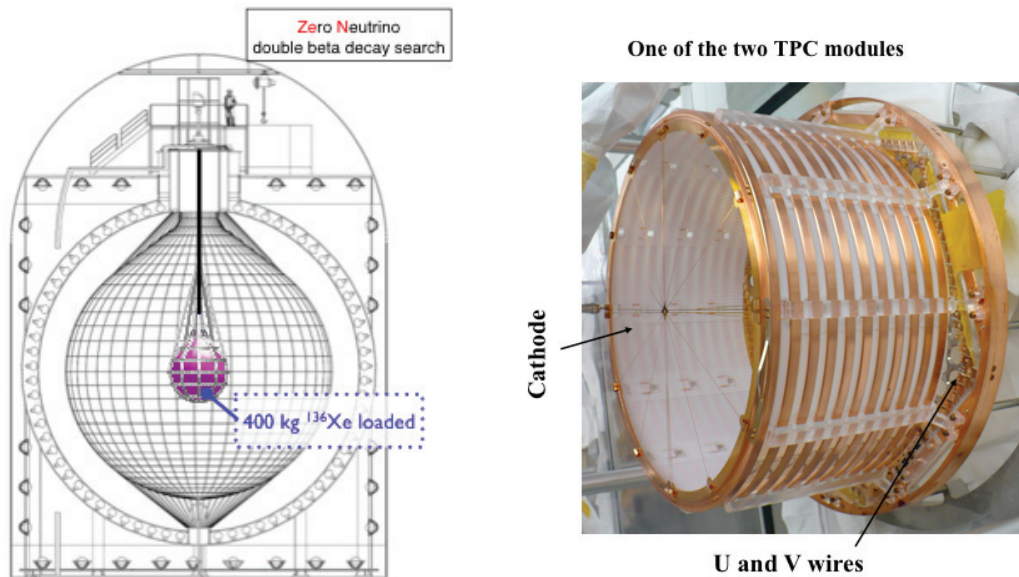 Zero Neutrino
double beta decay search
400 kg ¹³⁶Xe loaded
One of the two TPC modules
Cathode
U and V wires